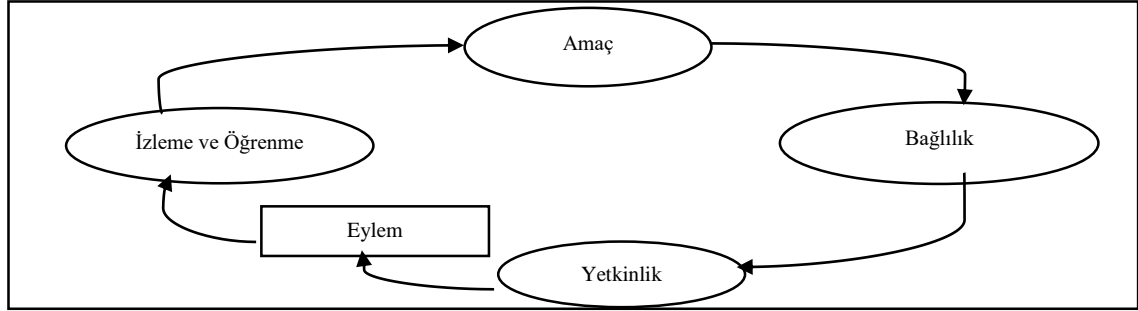 Amaç
Bağlılık
Yetkinlik
Eylem
İzleme ve Öğrenme